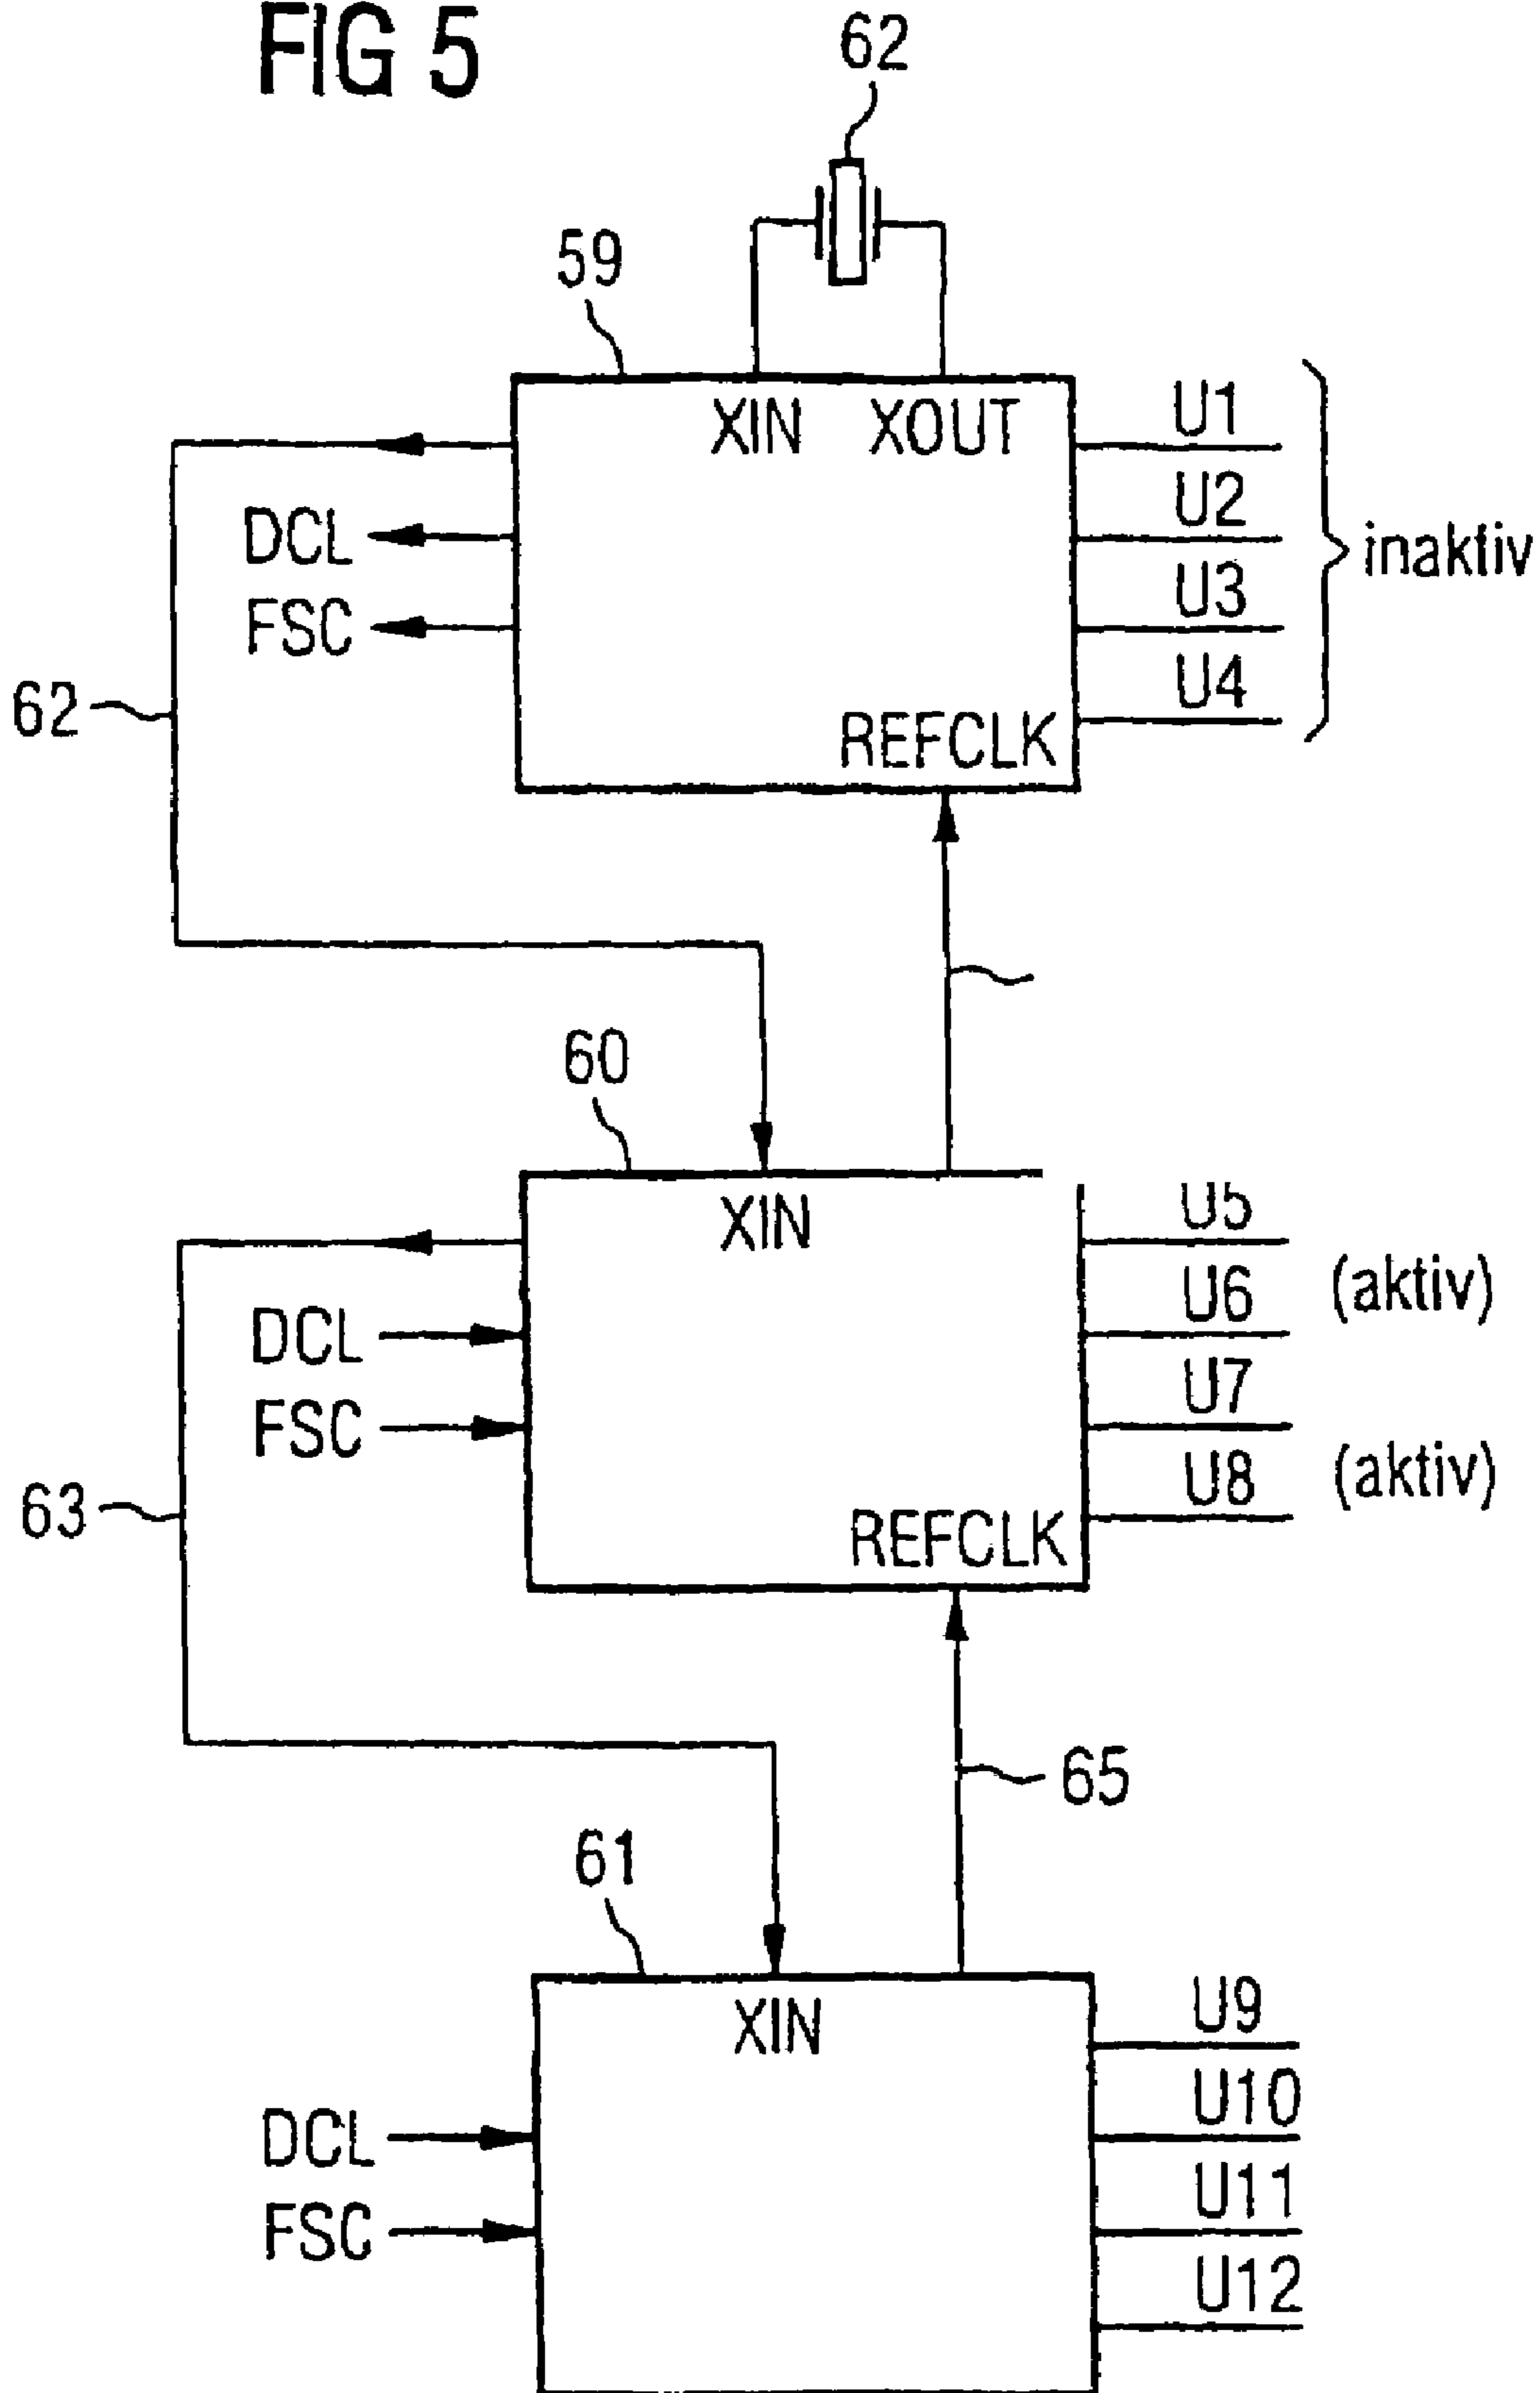 FIG 5
62
59
XIN XOUT
U1
U2
DCL
inaktiv
U3
FSC
U4
62
REFCLK
60
XIN
U5
(aktiv)
U6
DCL
U7
FSC
(aktiv)
U8
63
REFCLK
65
61
XIN
U9
U10
DCL
U11
FSC
U12